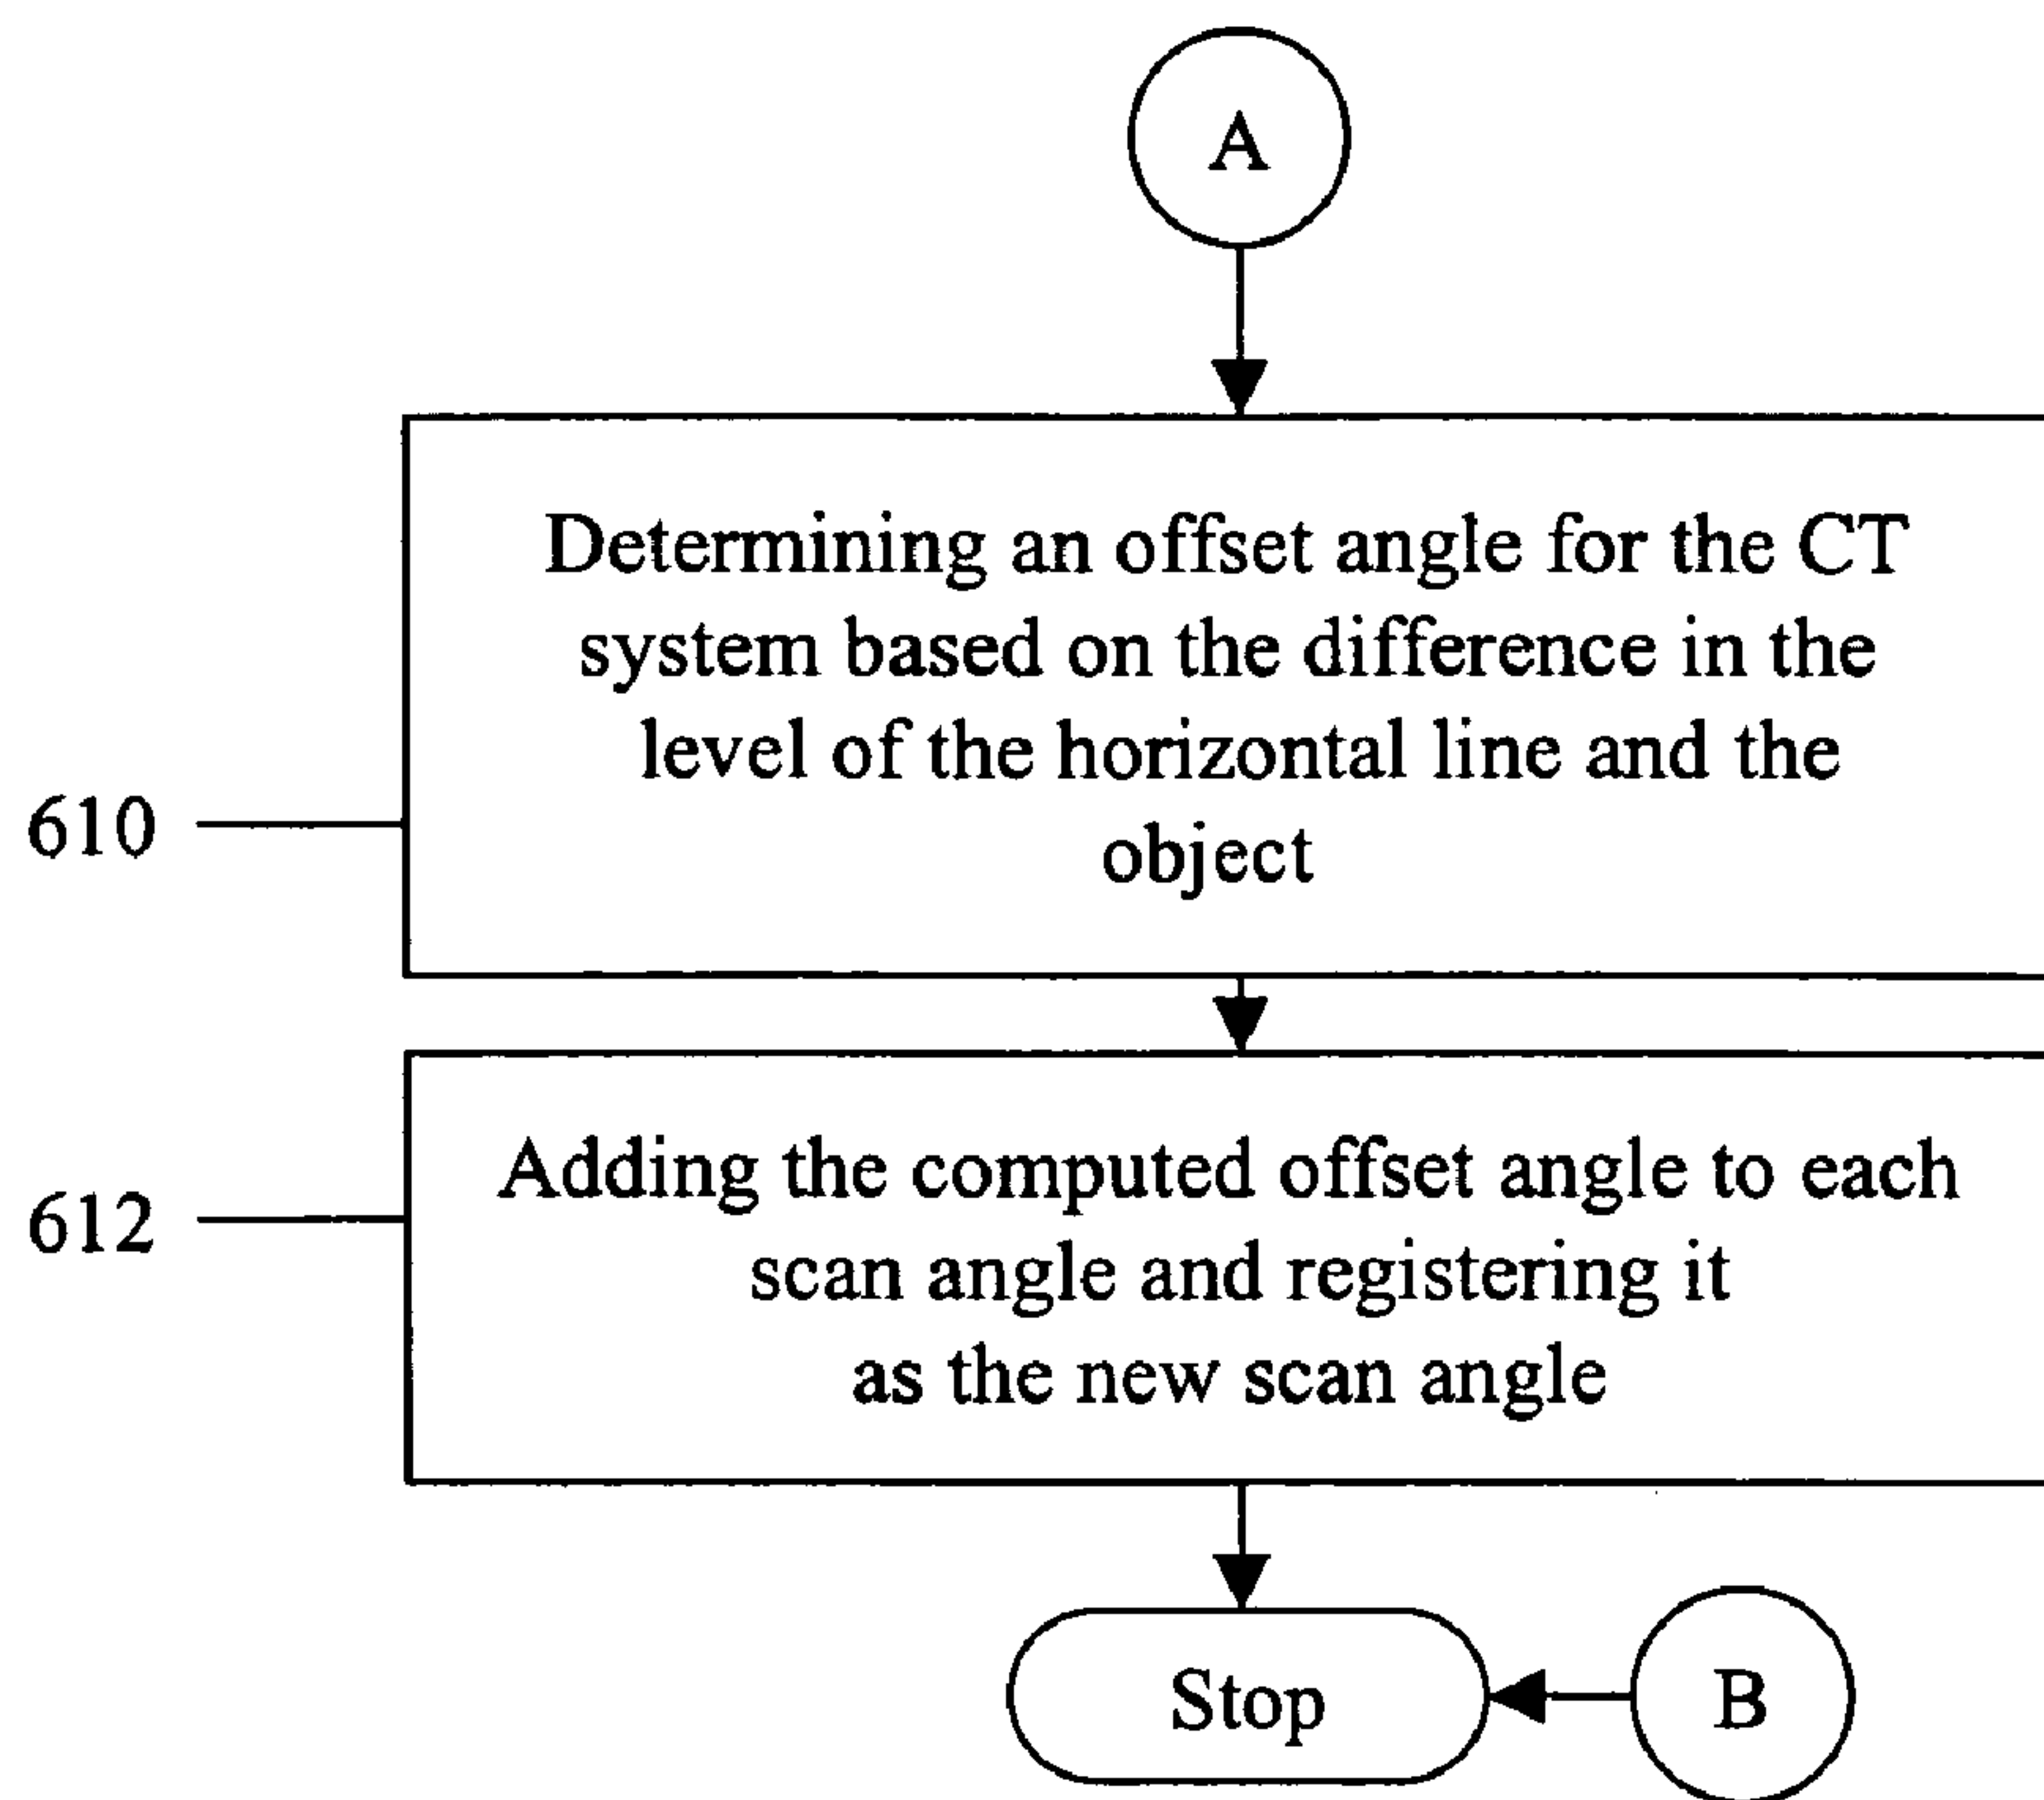 A
Determining an offset angle for the CT
system based on the difference in the
level of the horizontal line and the
object
610
Adding the computed offset angle to each
scan angle and registering it
as the new scan angle
612
Stop
B